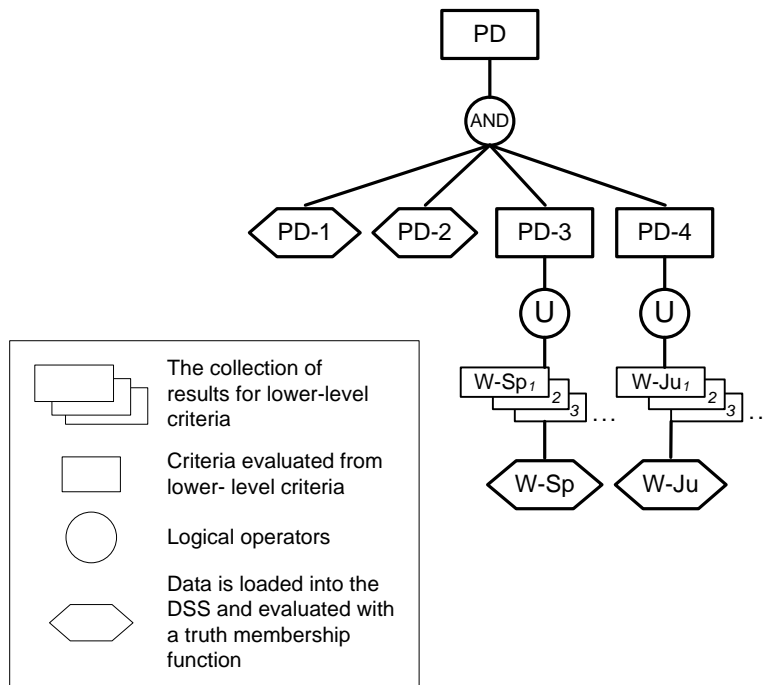 PD
AND
PD-1
PD-2
PD-3
PD-4
U
U
W-Sp1
2
3
...
W-Ju1
2
3
..
W-Sp
W-Ju
The collection of
results for lower-level
criteria
Criteria evaluated from
lower- level criteria
Logical operators
Data is loaded into the
DSS and evaluated with
a truth membership
function